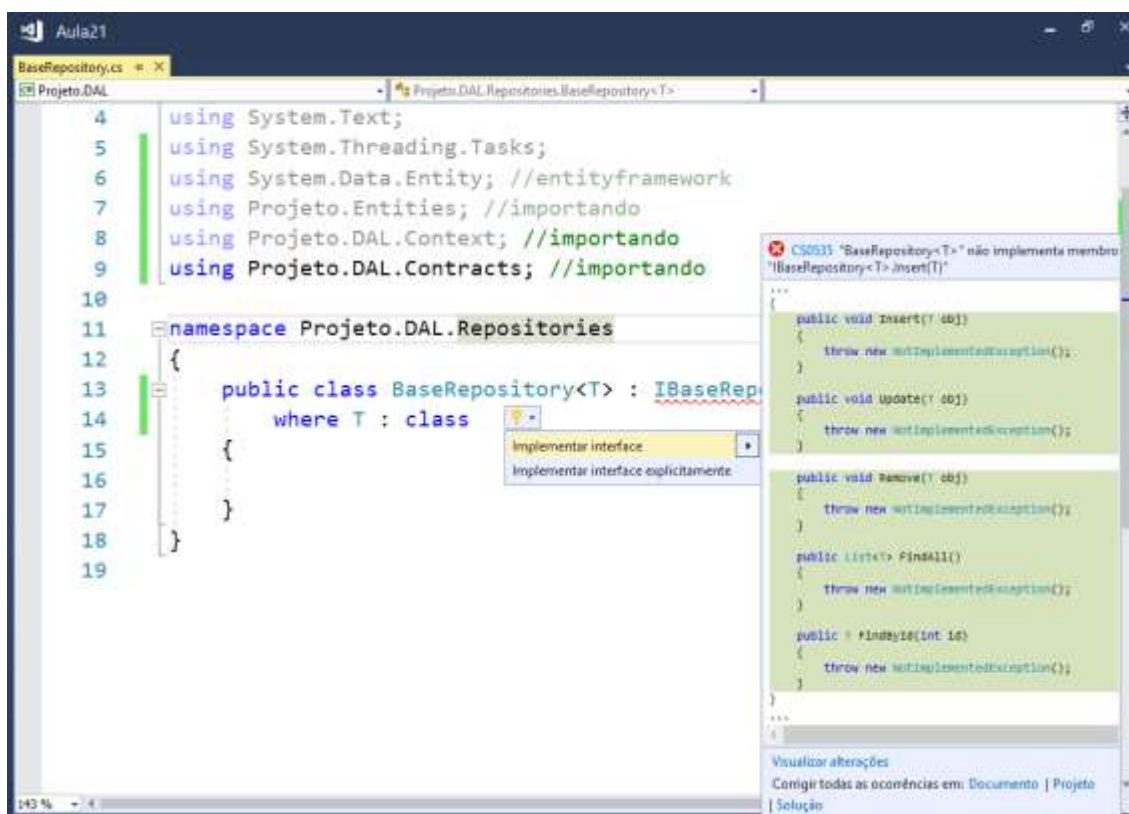 Aula21
BaseRepository.cs
Projeto.DAL
Projeto.DAL.Repositories.BaseRepository<T>
4 using System.Text;
5 using System.Threading.Tasks;
6 using System.Data.Entity; //entityframework
7 using Projeto.Entities; //importando
8 using Projeto.DAL.Context; //importando
9 using Projeto.DAL.Contracts; //importando
10
11 namespace Projeto.DAL.Repositories
12 {
13 public class BaseRepository<T> : IBaseRep
14 where T : class
15 {
16
17 }
18 }
19
Implementar interface
Implementar interface explicitamente
CS0535 "BaseRepository<T>" não implementa membro
"IBaseRepository<T>.Insert(T)"
...
{
public void Insert(T obj)
{
throw new NotImplementedException();
}
public void Update(T obj)
{
throw new NotImplementedException();
}
public void Remove(T obj)
{
throw new NotImplementedException();
}
public List<T> FindAll()
{
throw new NotImplementedException();
}
public T FindById(int id)
{
throw new NotImplementedException();
}
}
...
Visualizar alterações
Corrigir todas as ocorrências em: Documento | Projeto
| Solução
143 %